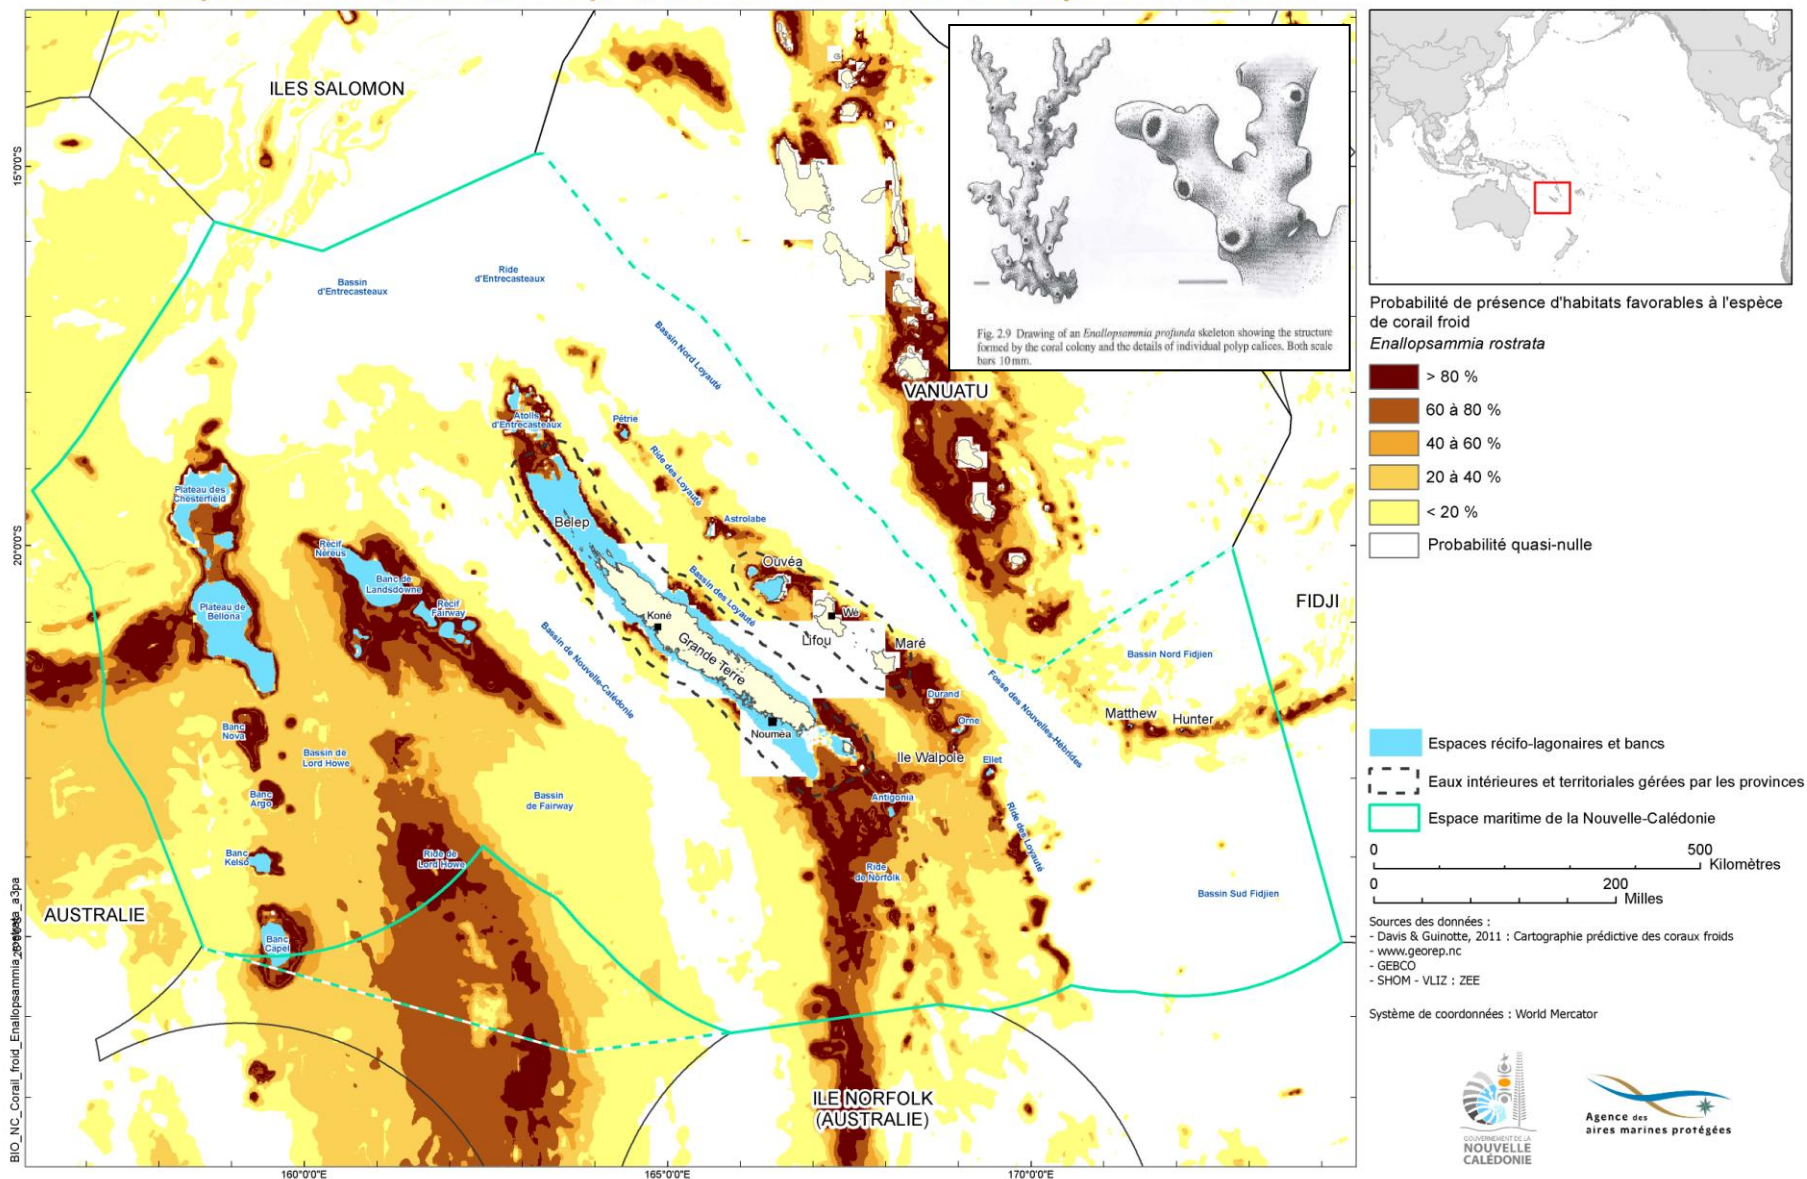 ILES SALOMON
VANUATU
FIDJI
AUSTRALIE
ILE NORFOLK
(AUSTRALIE)
15°0'0"S
20°0'0"S
160°0'0"E
165°0'0"E
170°0'0"E
Bassin
d'Entrecasteaux
Ride
d'Entrecasteaux
Bassin Nord Loyauté
Atolls
d'Entrecasteaux
Pétrie
Ride des Loyauté
Plateau des
Chesterfield
Bélep
Astrolabe
Récif
Néreus
Ouvéa
Banc de
Landsdowne
Bassin des Loyauté
Plateau de
Bellona
Récif
Fairway
Koné
Wé
Lifou
Grande Terre
Maré
Bassin de Nouvelle-Calédonie
Bassin Nord Fidjien
Fosse des Nouvelles-Hébrides
Durand
Matthew
Hunter
Orne
Banc
Nova
Nouméa
Bassin de
Lord Howe
Ile Walpole
Ellet
Banc
Argo
Bassin
de Fairway
Antigonia
Ride des Loyauté
Banc
Kelso
Ride de
Lord Howe
Ride
de Norfolk
Bassin Sud Fidjien
Banc
Capel
Fig. 2.9 Drawing of an Enallopsammia profunda skeleton showing the structure
formed by the coral colony and the details of individual polyp calices. Both scale
bars 10 mm.
Probabilité de présence d'habitats favorables à l'espèce
de corail froid
Enallopsammia rostrata
> 80 %
60 à 80 %
40 à 60 %
20 à 40 %
< 20 %
Probabilité quasi-nulle
Espaces récifo-lagonaires et bancs
Eaux intérieures et territoriales gérées par les provinces
Espace maritime de la Nouvelle-Calédonie
0 500
Kilomètres
0 200
Milles
Sources des données :
- Davis & Guinotte, 2011 : Cartographie prédictive des coraux froids
- www.georep.nc
- GEBCO
- SHOM - VLIZ : ZEE
Système de coordonnées : World Mercator
GOUVERNEMENT DE LA
NOUVELLE
CALÉDONIE
Agence des
aires marines protégées